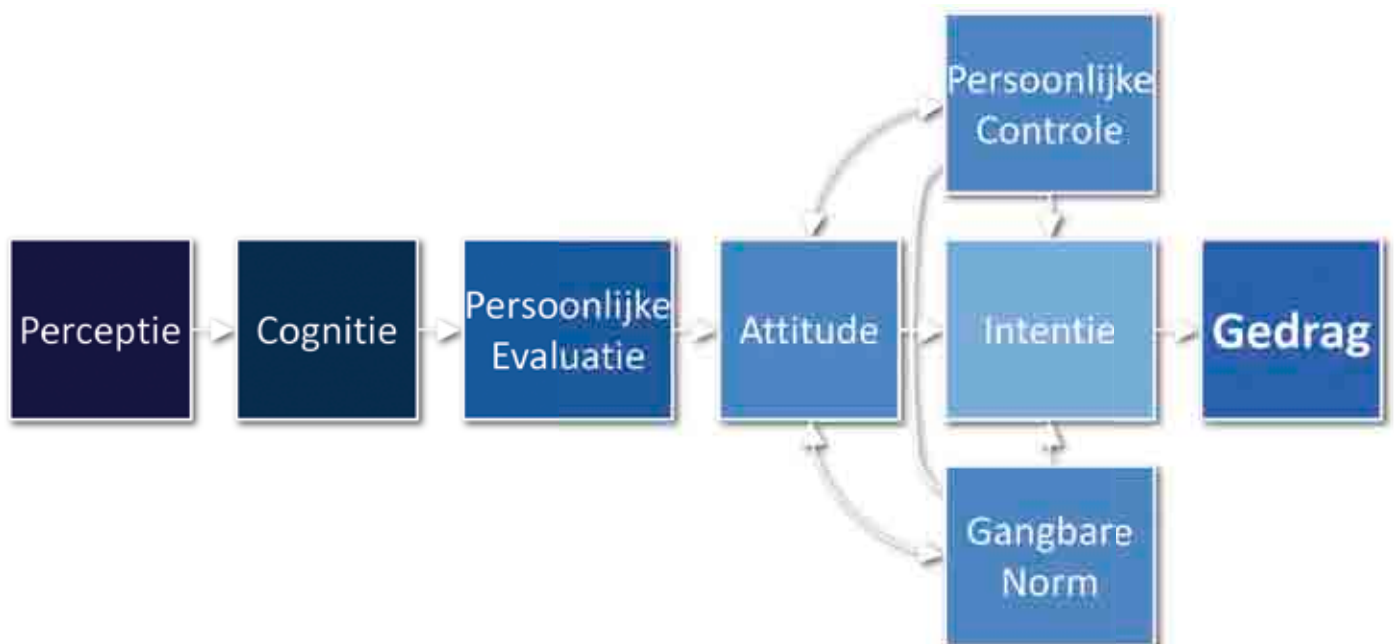 Persoonlijke
Controle
Perceptie
Cognitie
Persoonlijke
Evaluatie
Attitude
Intentie
Gedrag
Gangbare
Norm